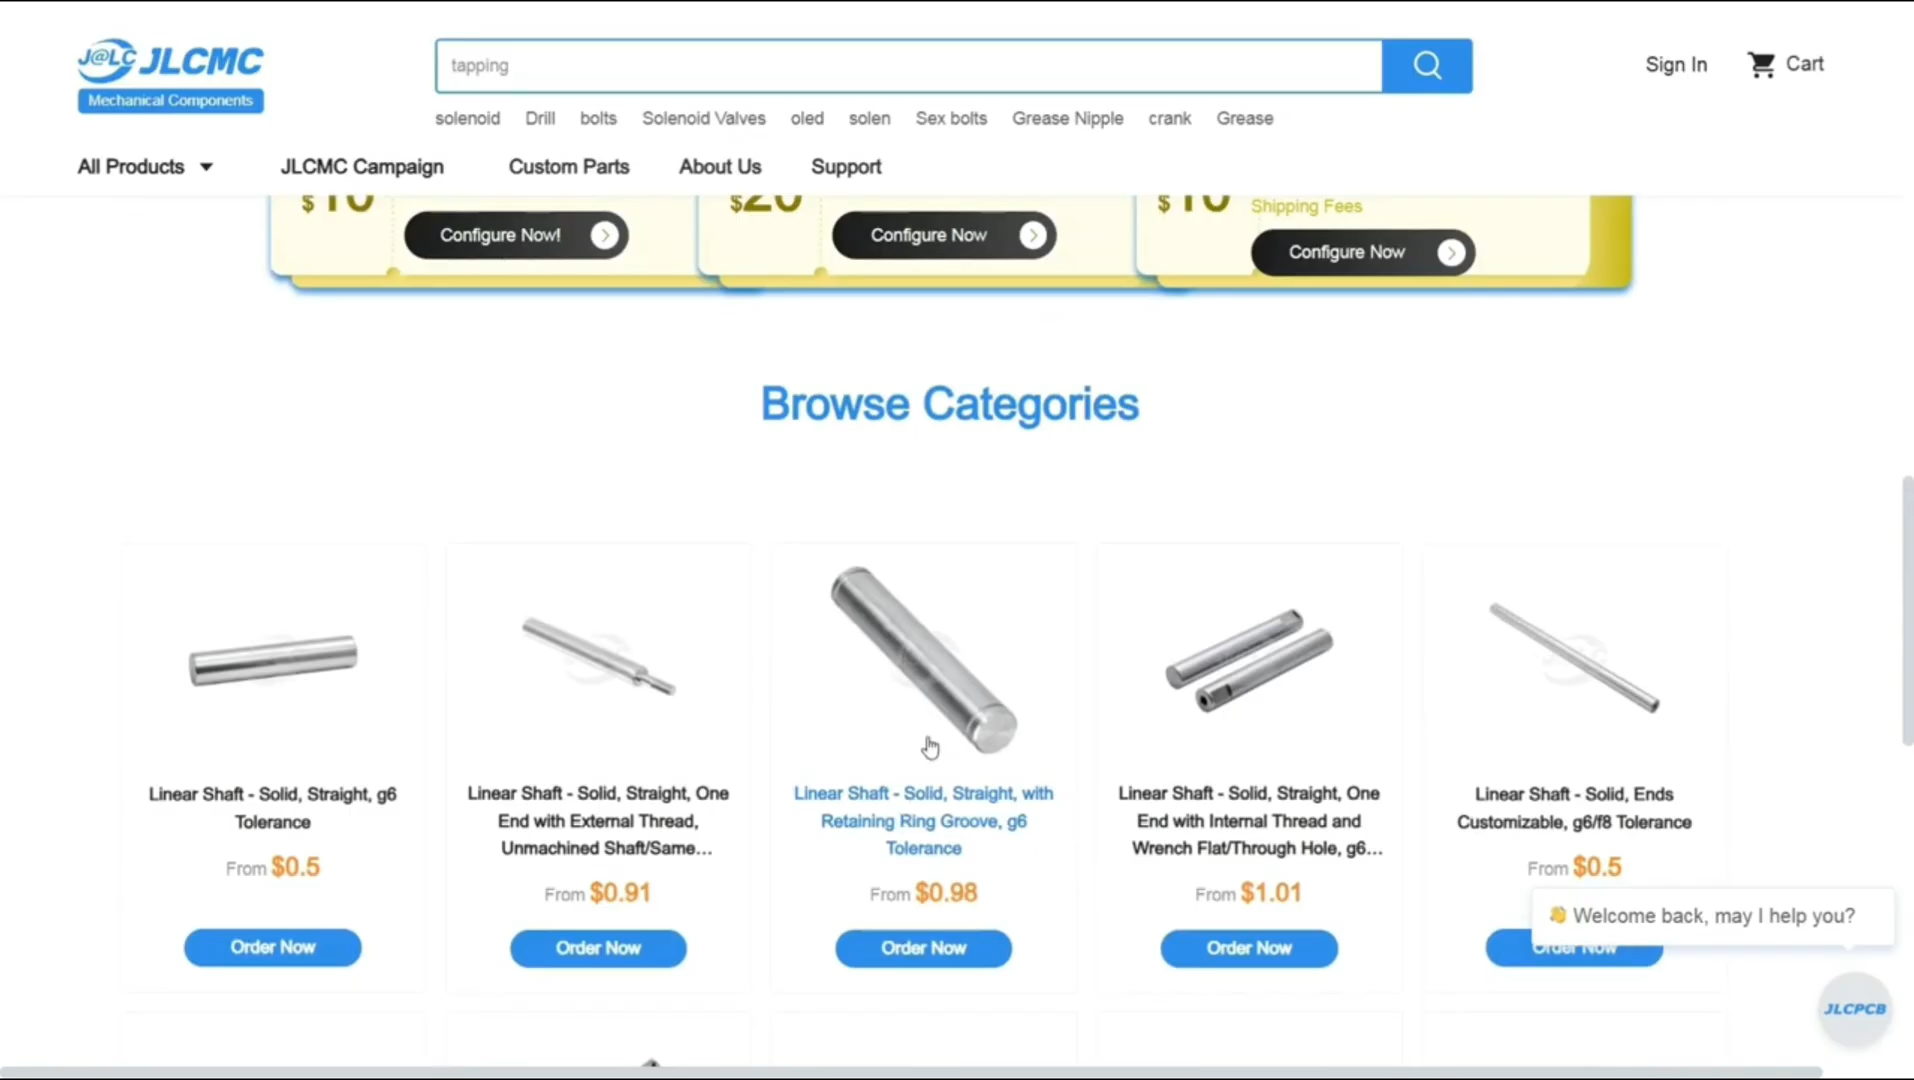 J@LC JLCMC
Mechanical Components
tapping
Sign In
Cart
solenoid Drill bolts Solenoid Valves oled solen Sex bolts Grease Nipple crank Grease
All Products JLCMC Campaign Custom Parts About Us Support
$10
$20
$10
Shipping Fees
Configure Now!
Configure Now
Configure Now
Browse Categories
Linear Shaft - Solid, Straight, g6
Tolerance
From $0.5
Order Now
Linear Shaft - Solid, Straight, One
End with External Thread,
Unmachined Shaft/Same...
From $0.91
Order Now
Linear Shaft - Solid, Straight, with
Retaining Ring Groove, g6
Tolerance
From $0.98
Order Now
Linear Shaft - Solid, Straight, One
End with Internal Thread and
Wrench Flat/Through Hole, g6...
From $1.01
Order Now
Linear Shaft - Solid, Ends
Customizable, g6/f8 Tolerance
From $0.5
Order Now
👋 Welcome back, may I help you?
JLCPCB